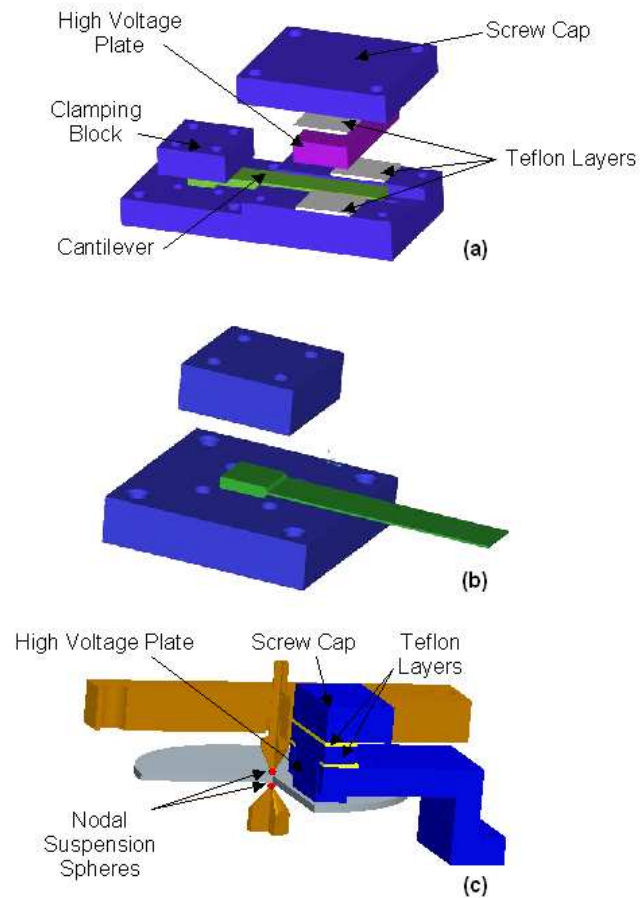 High Voltage
Plate
Screw Cap
Clamping
Block
Teflon Layers
Cantilever
(a)
(b)
High Voltage Plate
Screw Cap
Teflon
Layers
Nodal
Suspension
Spheres
(c)